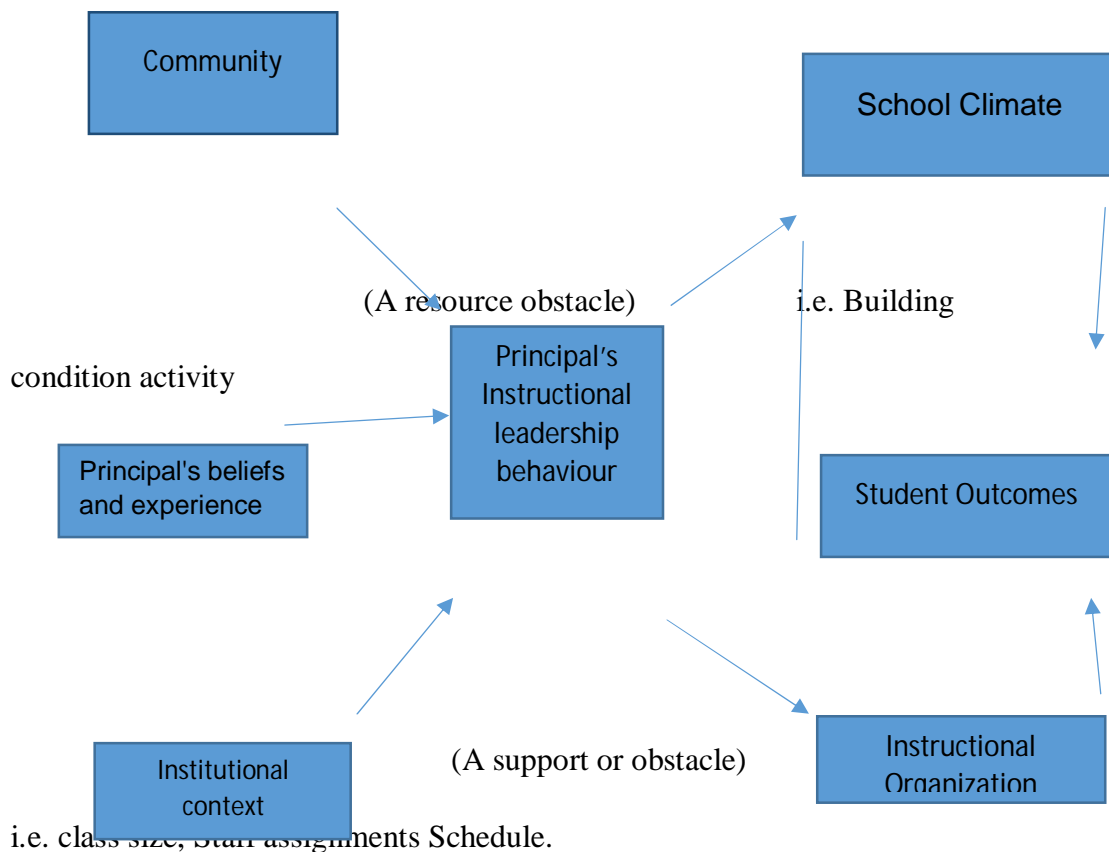 Community
School Climate
(A resource obstacle)
i.e. Building
Principal's
Instructional
leadership
behaviour
condition activity
Principal's beliefs
and experience
Student Outcomes
(A support or obstacle)
Instructional
Organization
Institutional
context
i.e. class size, Staff assignments Schedule.